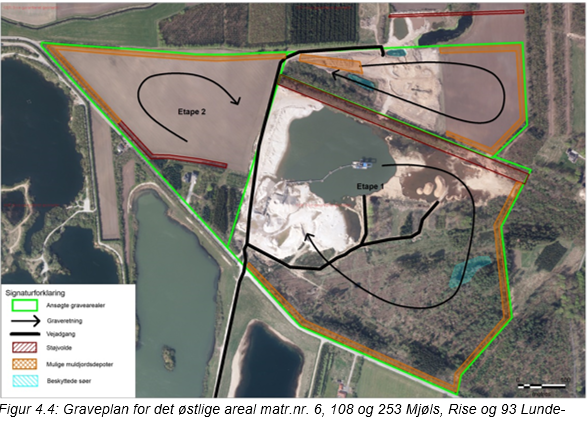 Etape 2
Etape 1
Signaturforklaring
Ansøgte gravearealer
Graveretning
Vejadgang
Støjvolde
Mulige muldjordsdepoter
Beskyttede søer
Figur 4.4: Graveplan for det østlige areal matr.nr. 6, 108 og 253 Mjøls, Rise og 93 Lunde-